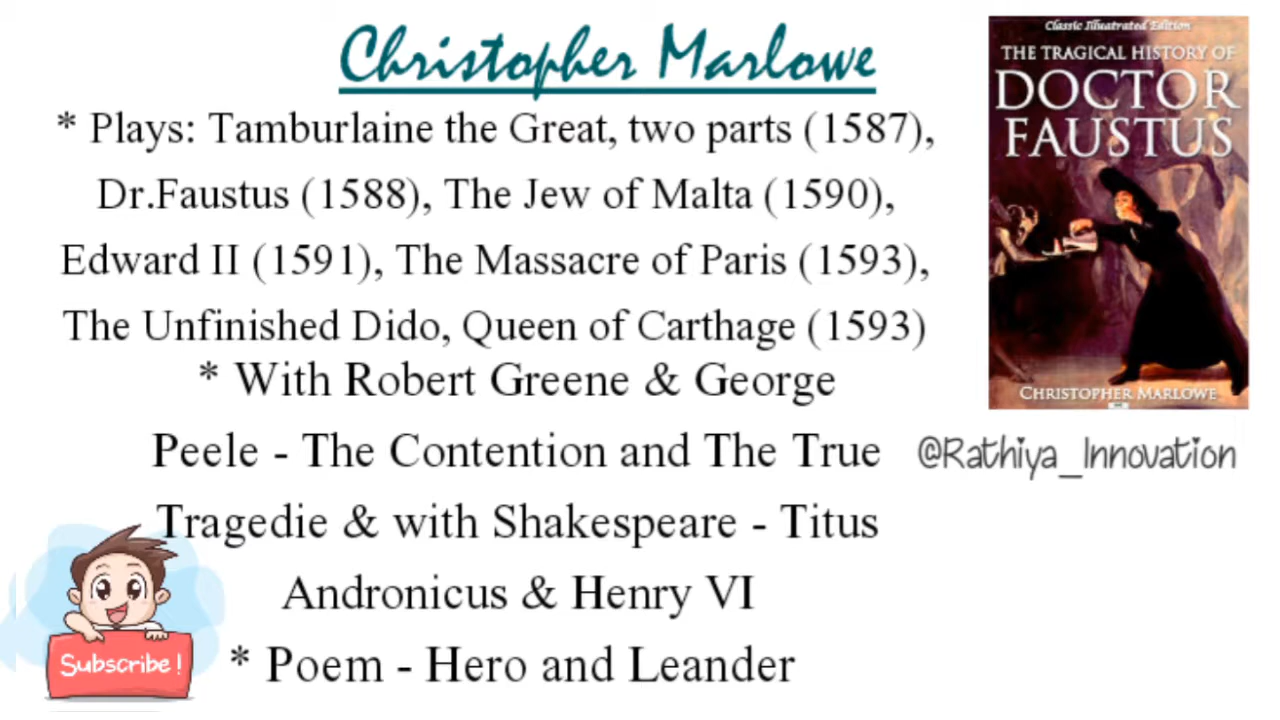 Christopher Marlowe
* Plays: Tamburlaine the Great, two parts (1587),
Dr.Faustus (1588), The Jew of Malta (1590),
Edward II (1591), The Massacre of Paris (1593),
The Unfinished Dido, Queen of Carthage (1593)
* With Robert Greene & George
Peele - The Contention and The True
Tragedie & with Shakespeare - Titus
Andronicus & Henry VI
* Poem - Hero and Leander
Classic Illustrated Edition
THE TRAGICAL HISTORY OF
DOCTOR
FAUSTUS
CHRISTOPHER MARLOWE
@Rathiya_Innovation
Subscribe!